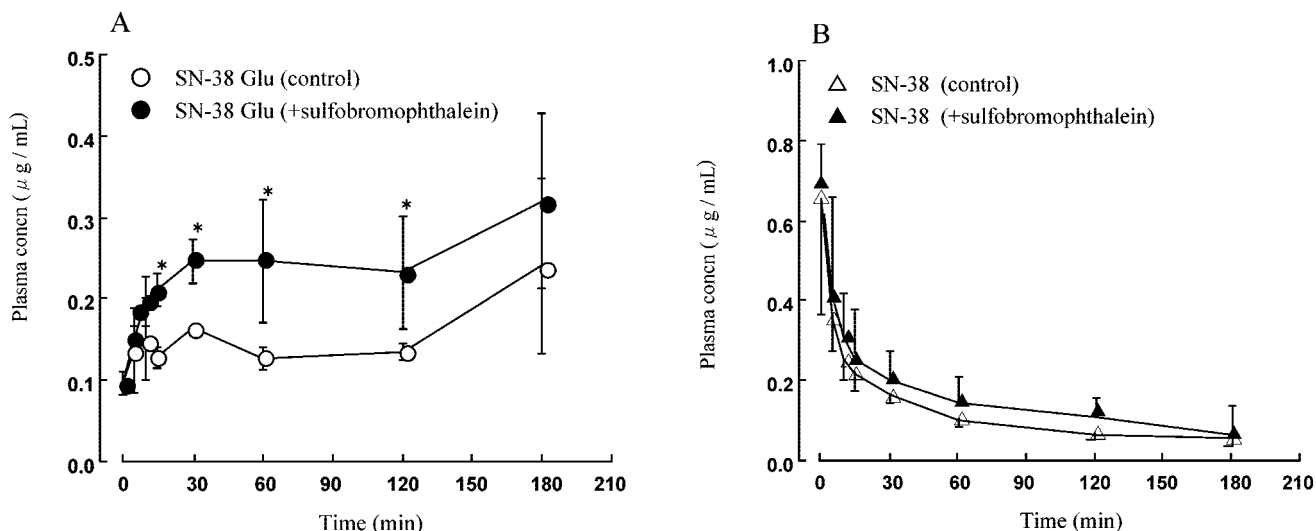 A
0.5
0.4
0.3
0.2
0.1
0.0
Plasma concn ( μ g / mL)
SN-38 Glu (control)
SN-38 Glu (+sulfobromophthalein)
*
*
*
*
0 30 60 90 120 150 180 210
Time (min)
B
1.0
0.8
0.6
0.4
0.2
0.0
Plasma concn ( μ g / mL)
SN-38 (control)
SN-38 (+sulfobromophthalein)
0 30 60 90 120 150 180 210
Time (min)